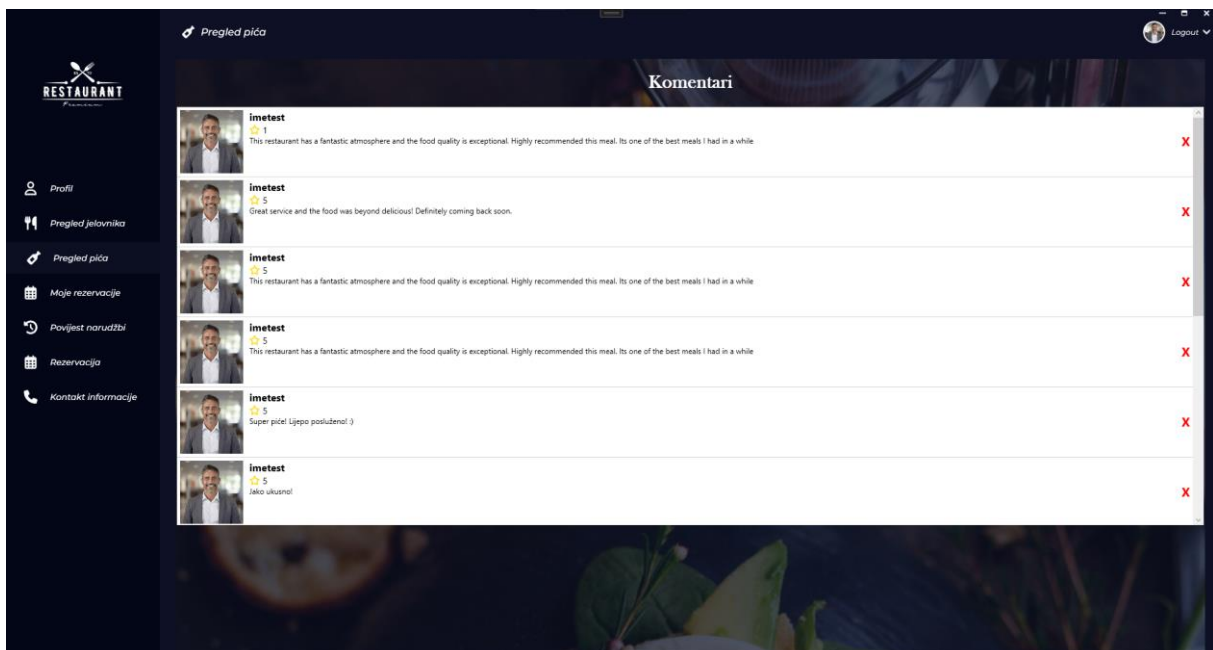 Pregled pića
Logout
RESTAURANT
Premium
Komentari
Profil
Pregled jelovnika
Pregled pića
Moje rezervacije
Povijest narudžbi
Rezervacija
Kontakt informacije
imetest
1
This restaurant has a fantastic atmosphere and the food quality is exceptional. Highly recommended this meal. Its one of the best meals I had in a while
X
imetest
5
Great service and the food was beyond delicious! Definitely coming back soon.
X
imetest
5
This restaurant has a fantastic atmosphere and the food quality is exceptional. Highly recommended this meal. Its one of the best meals I had in a while
X
imetest
5
This restaurant has a fantastic atmosphere and the food quality is exceptional. Highly recommended this meal. Its one of the best meals I had in a while
X
imetest
5
Super piće! Lijepo posluženo! :)
X
imetest
5
Jako ukusno!
X